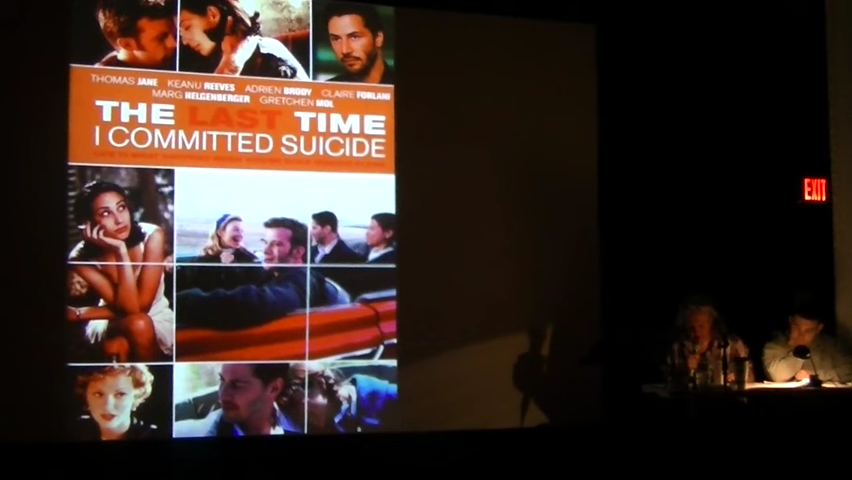 THOMAS JANE KEANU REEVES ADRIEN BRODY CLAIRE FORLANI
MARG HELGENBERGER GRETCHEN MOL
THE LAST TIME
I COMMITTED SUICIDE
EXIT